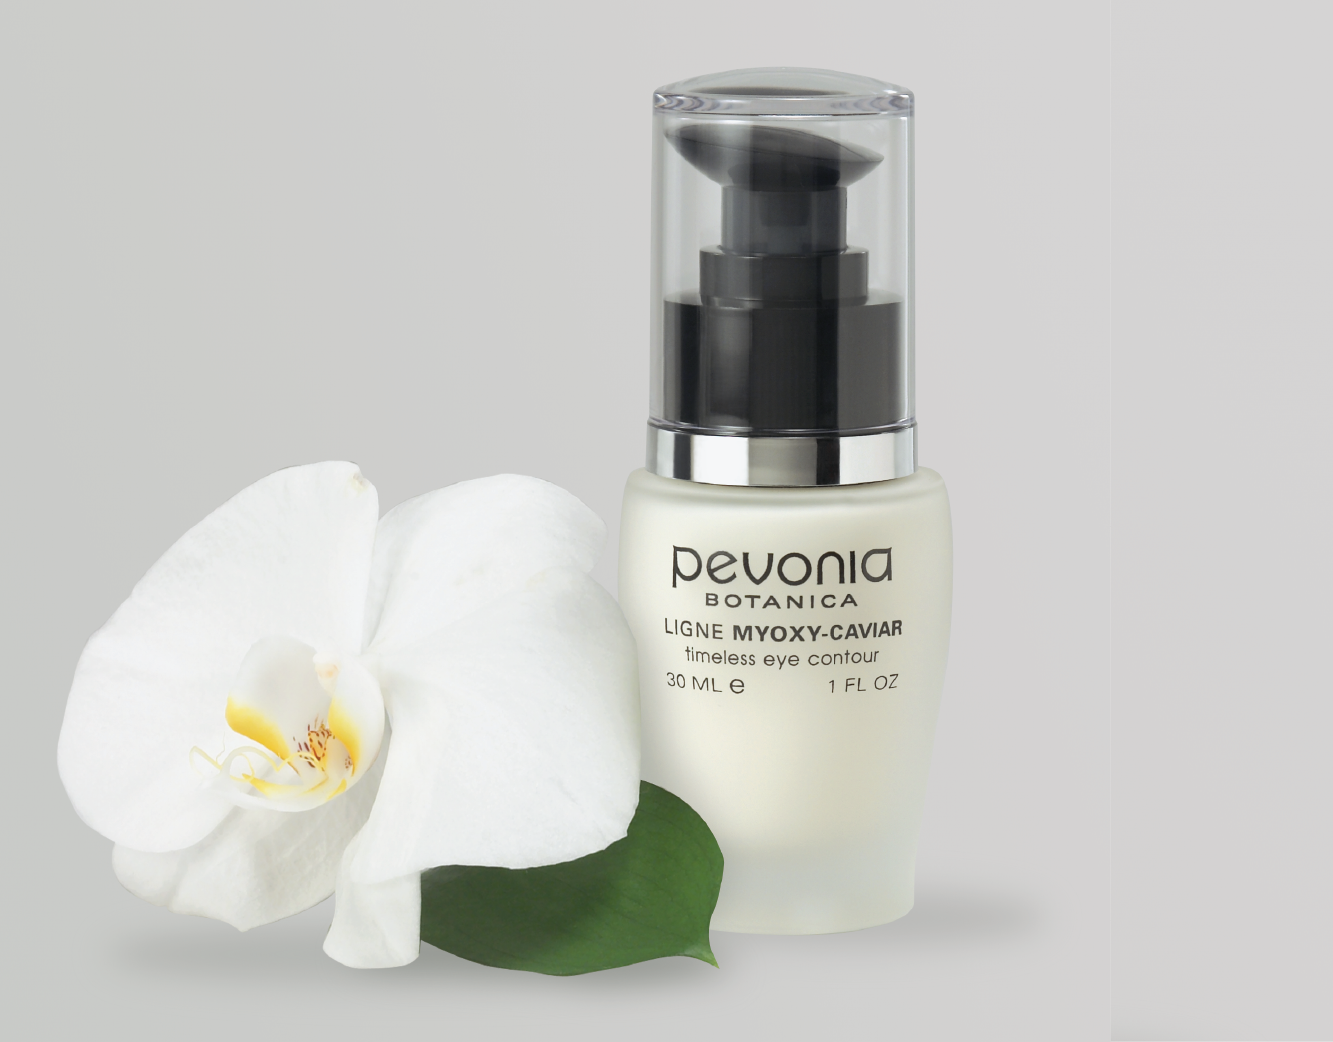 pevonia
BOTANICA
LIGNE MYOXY-CAVIAR
timeless eye contour
30 ML e 1 FL OZ